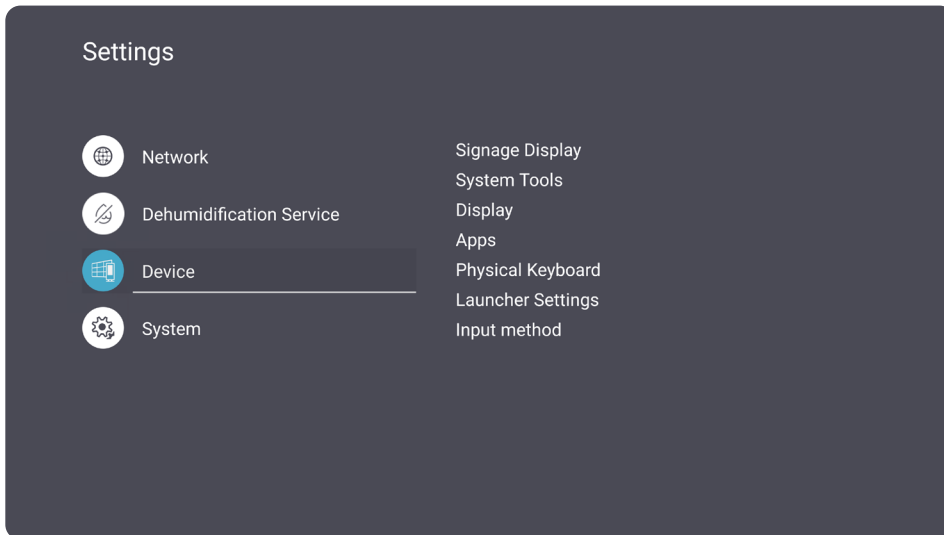 Settings
Network
Dehumidification Service
Device
System
Signage Display
System Tools
Display
Apps
Physical Keyboard
Launcher Settings
Input method